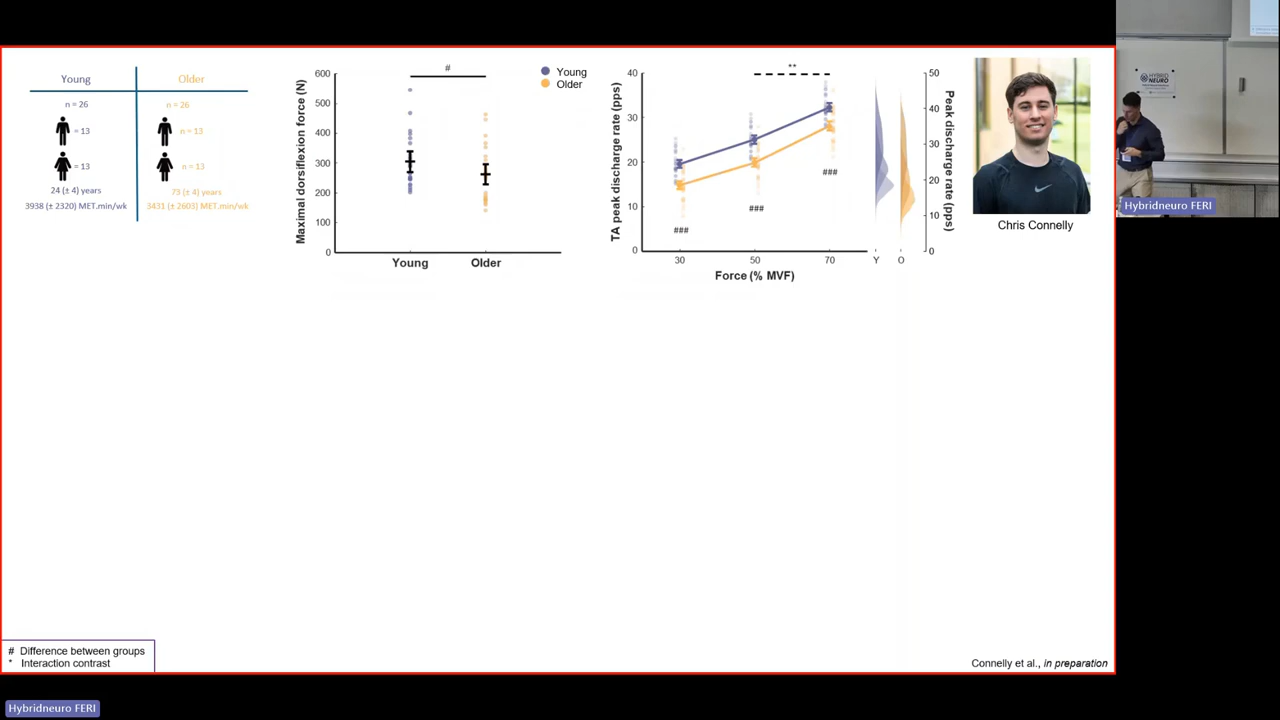 Young
Older
n = 26
n = 26
= 13
n = 13
= 13
n = 13
24 (± 4) years
73 (± 4) years
3938 (± 2320) MET.min/wk
3431 (± 2603) MET.min/wk
Maximal dorsiflexion force (N)
600
500
400
300
200
100
0
#
Young
Older
Young
Older
TA peak discharge rate (pps)
40
30
20
10
0
**
###
###
###
30
50
70
Force (% MVF)
Y
O
50
40
30
20
10
0
Peak discharge rate (pps)
Chris Connelly
HYBRID
NEURO
Hybridneuro FERI
# Difference between groups
* Interaction contrast
Connelly et al., in preparation
Hybridneuro FERI